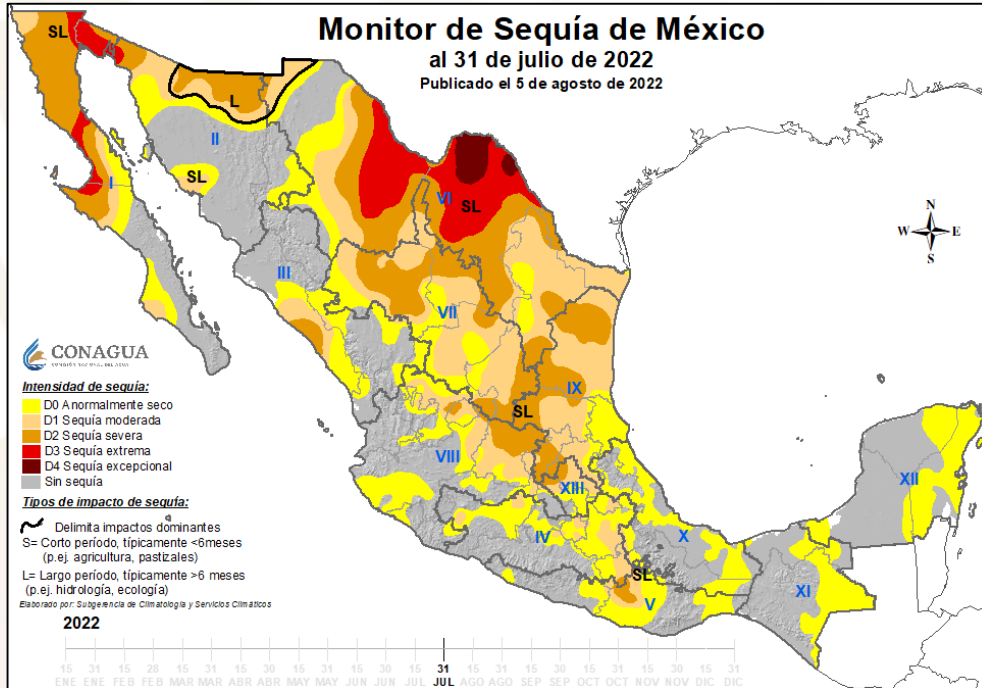 Monitor de Sequía de México
al 31 de julio de 2022
Publicado el 5 de agosto de 2022
SL
L
II
SL
I
VI
SL
III
VII
N
W E
S
IX
SL
VIII
XIII
IV
X
SL
V
XII
XI
CONAGUA
COMISIÓN NACIONAL DEL AGUA
Intensidad de sequía:
D0 Anormalmente seco
D1 Sequía moderada
D2 Sequía severa
D3 Sequía extrema
D4 Sequía excepcional
Sin sequía
Tipos de impacto de sequía:
Delimita impactos dominantes
S= Corto período, típicamente <6meses
(p.ej. agricultura, pastizales)
L= Largo período, típicamente >6 meses
(p.ej. hidrología, ecología)
Elaborado por: Subgerencia de Climatología y Servicios Climáticos
2022
15 31 15 28 15 31 15 30 15 31 15 30 15 31 15 31 15 30 15 31 15 30 15 31
ENE ENE FEB FEB MAR MAR ABR ABR MAY MAY JUN JUN JUL JUL AGO AGO SEP SEP OCT OCT NOV NOV DIC DIC